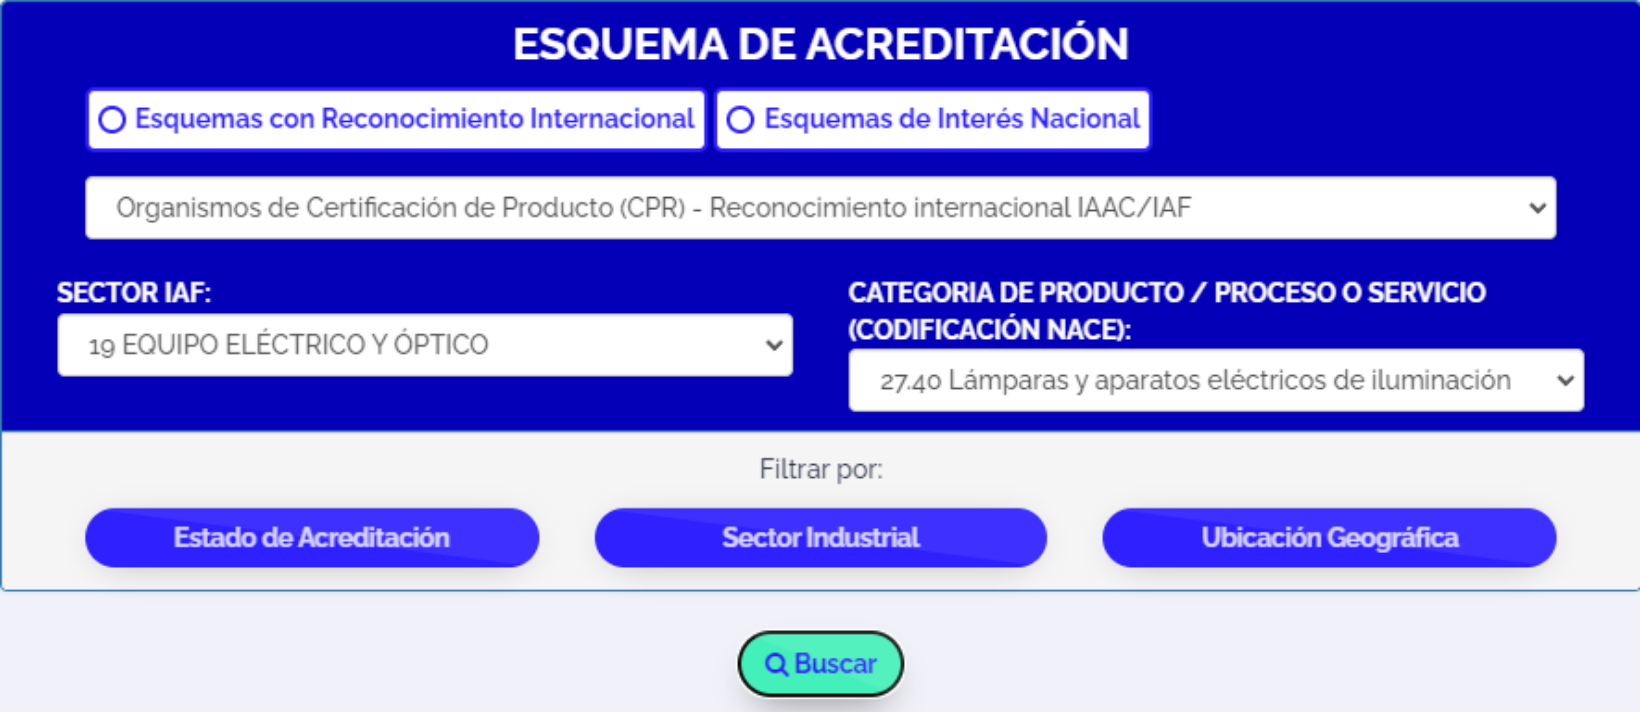 ESQUEMA DE ACREDITACIÓN
Esquemas con Reconocimiento Internacional
Esquemas de Interés Nacional
Organismos de Certificación de Producto (CPR) - Reconocimiento internacional IAAC/IAF
SECTOR IAF:
19 EQUIPO ELÉCTRICO Y ÓPTICO
CATEGORIA DE PRODUCTO / PROCESO O SERVICIO
(CODIFICACIÓN NACE):
27.40 Lámparas y aparatos eléctricos de iluminación
Filtrar por:
Estado de Acreditación
Sector Industrial
Ubicación Geográfica
Buscar